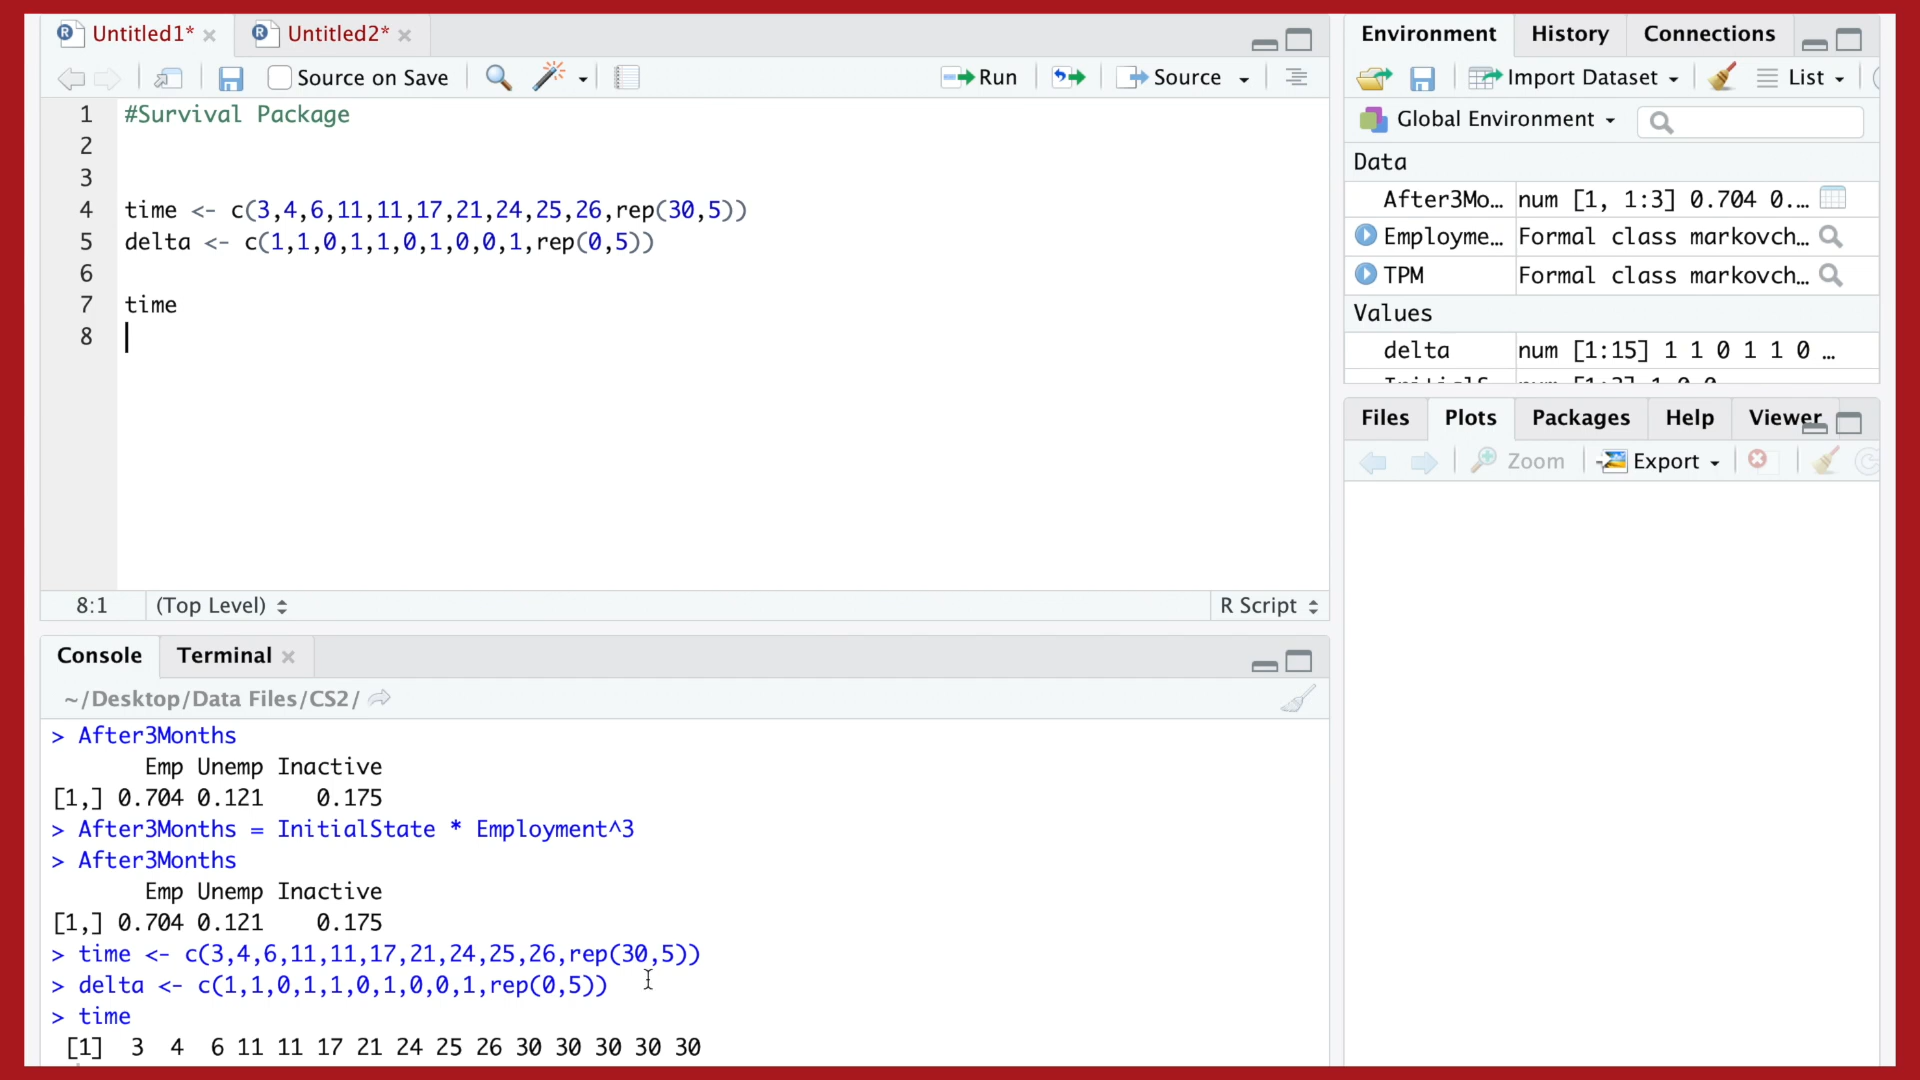 Untitled1* Untitled2*
Source on Save Run Source
1 #Survival Package
2
3
4 time <- c(3,4,6,11,11,17,21,24,25,26,rep(30,5))
5 delta <- c(1,1,0,1,1,0,1,0,0,1,rep(0,5))
6
7 time
8
8:1 (Top Level) R Script
Console Terminal
~/Desktop/Data Files/CS2/
> After3Months
Emp Unemp Inactive
[1,] 0.704 0.121 0.175
> After3Months = InitialState * Employment^3
> After3Months
Emp Unemp Inactive
[1,] 0.704 0.121 0.175
> time <- c(3,4,6,11,11,17,21,24,25,26,rep(30,5))
> delta <- c(1,1,0,1,1,0,1,0,0,1,rep(0,5))
> time
[1] 3 4 6 11 11 17 21 24 25 26 30 30 30 30 30
Environment History Connections
Import Dataset List
Global Environment
Data
After3Mo… num [1, 1:3] 0.704 0.…
Employme… Formal class markovch…
TPM Formal class markovch…
Values
delta num [1:15] 1 1 0 1 1 0 …
Files Plots Packages Help Viewer
Zoom Export